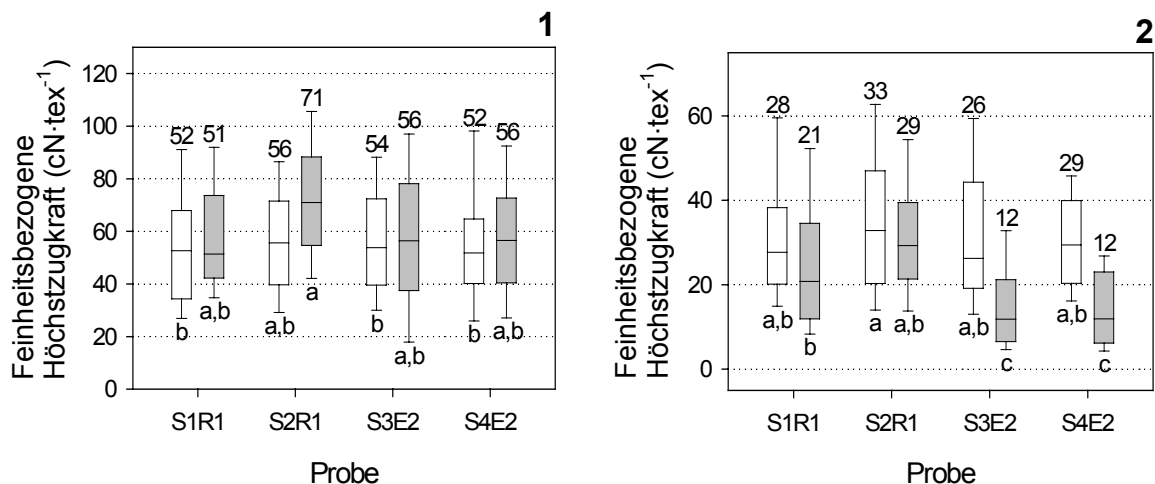 1
Feinheitsbezogene
Höchstzugkraft (cN·tex⁻¹)
120
100
80
60
40
20
0
52 51 56 71 54 56 52 56
b a,b a,b a b a,b b a,b
S1R1 S2R1 S3E2 S4E2
Probe
2
Feinheitsbezogene
Höchstzugkraft (cN·tex⁻¹)
60
40
20
0
28 21 33 29 26 12 29 12
a,b b a a,b a,b c a,b c
S1R1 S2R1 S3E2 S4E2
Probe